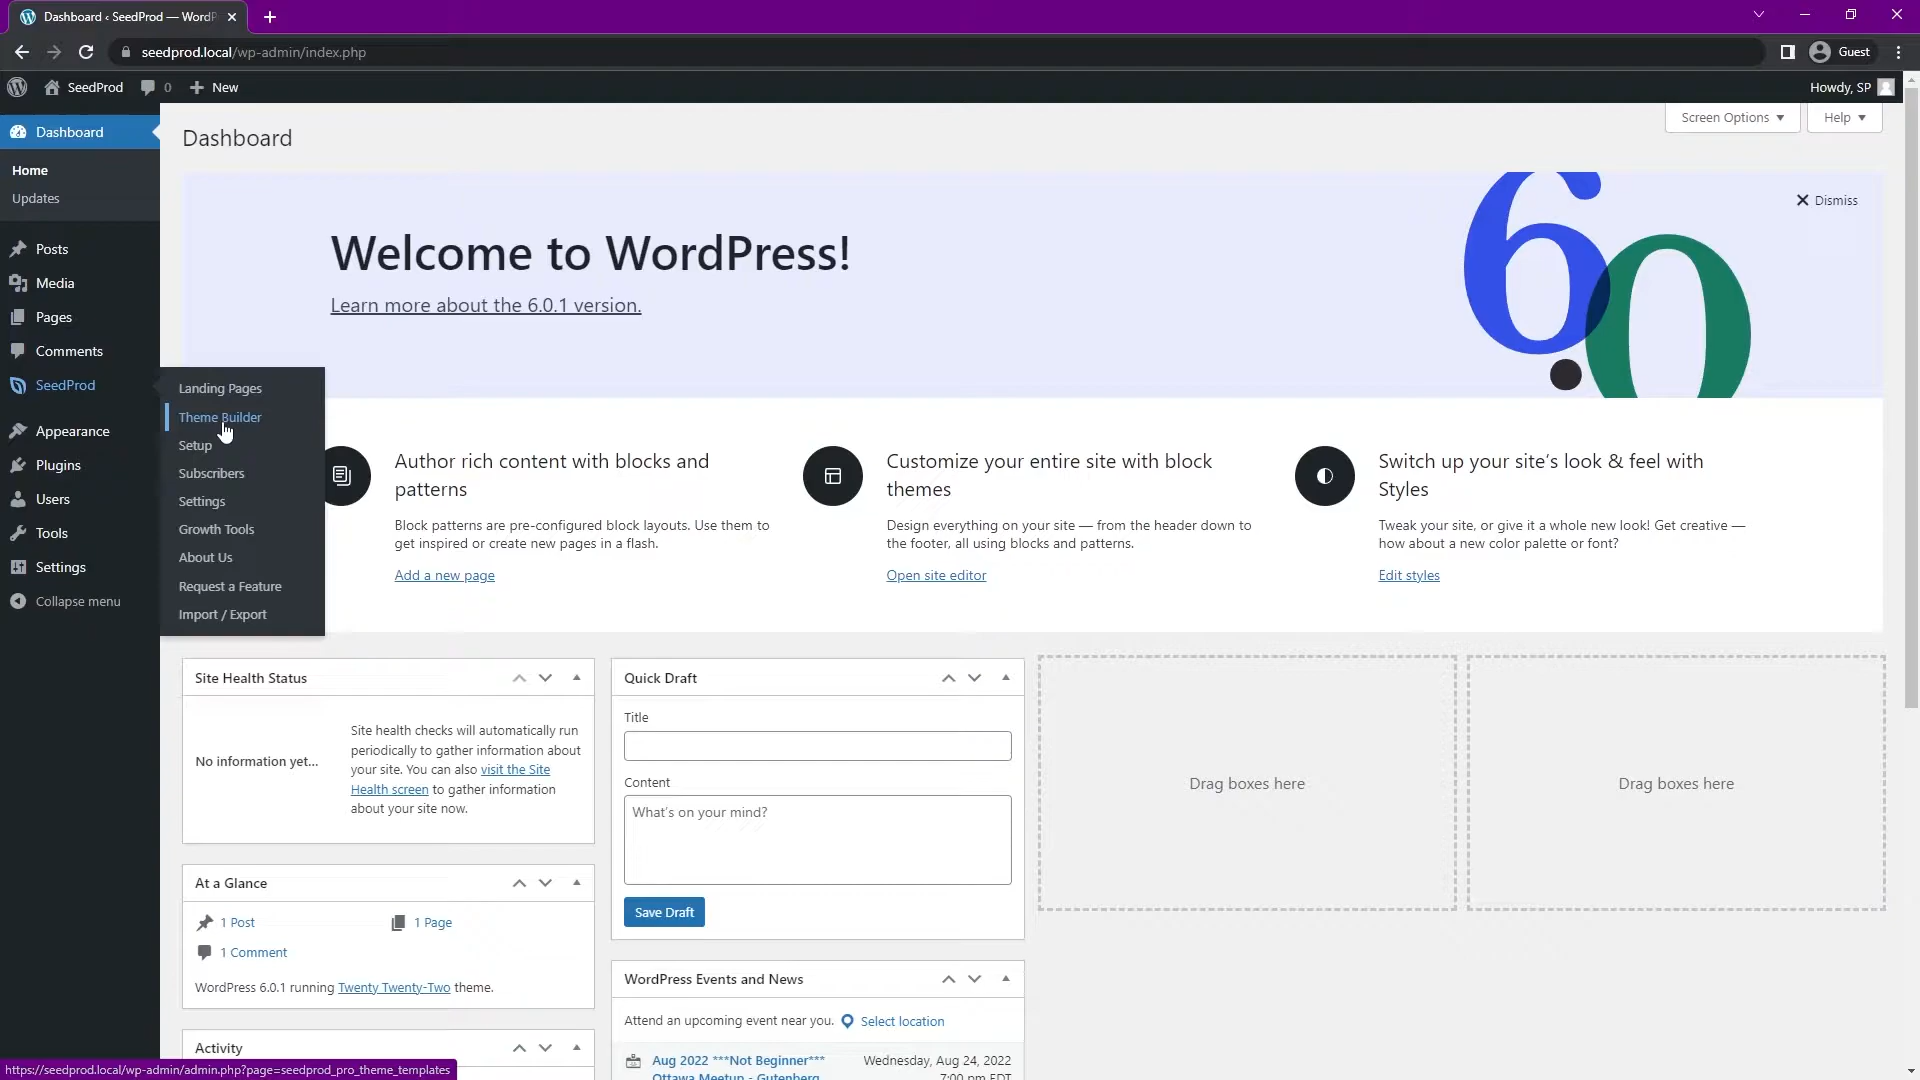 Dashboard ‹ SeedProd — WordP
seedprod.local/wp-admin/index.php
Guest
SeedProd
0
New
Howdy, SP
Dashboard
Home
Updates
Posts
Media
Pages
Comments
SeedProd
Appearance
Plugins
Users
Tools
Settings
Collapse menu
Landing Pages
Theme Builder
Setup
Subscribers
Settings
Growth Tools
About Us
Request a Feature
Import / Export
Dashboard
Screen Options
Help
Welcome to WordPress!
Learn more about the 6.0.1 version.
Dismiss
60
Author rich content with blocks and
patterns
Block patterns are pre-configured block layouts. Use them to
get inspired or create new pages in a flash.
Add a new page
Customize your entire site with block
themes
Design everything on your site — from the header down to
the footer, all using blocks and patterns.
Open site editor
Switch up your site’s look & feel with
Styles
Tweak your site, or give it a whole new look! Get creative —
how about a new color palette or font?
Edit styles
Site Health Status
No information yet…
Site health checks will automatically run
periodically to gather information about
your site. You can also visit the Site
Health screen to gather information
about your site now.
At a Glance
1 Post
1 Page
1 Comment
WordPress 6.0.1 running Twenty Twenty-Two theme.
Activity
Quick Draft
Title
Content
What’s on your mind?
Save Draft
WordPress Events and News
Attend an upcoming event near you.
Select location
Aug 2022 ***Not Beginner***
Ottawa Meetup - Gutenberg
Wednesday, Aug 24, 2022
7:00 pm EDT
Drag boxes here
Drag boxes here
https://seedprod.local/wp-admin/admin.php?page=seedprod_pro_theme_templates